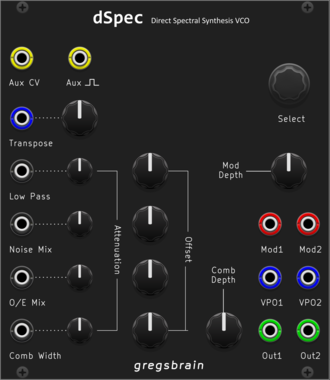 dSpec Direct Spectral Synthesis VCO
Aux CV
Aux
Select
Transpose
Mod
Depth
Low Pass
Attenuation
Offset
Noise Mix
Mod1
Mod2
O/E Mix
Comb
Depth
VPO1
VPO2
Comb Width
Out1
Out2
gregsbrain